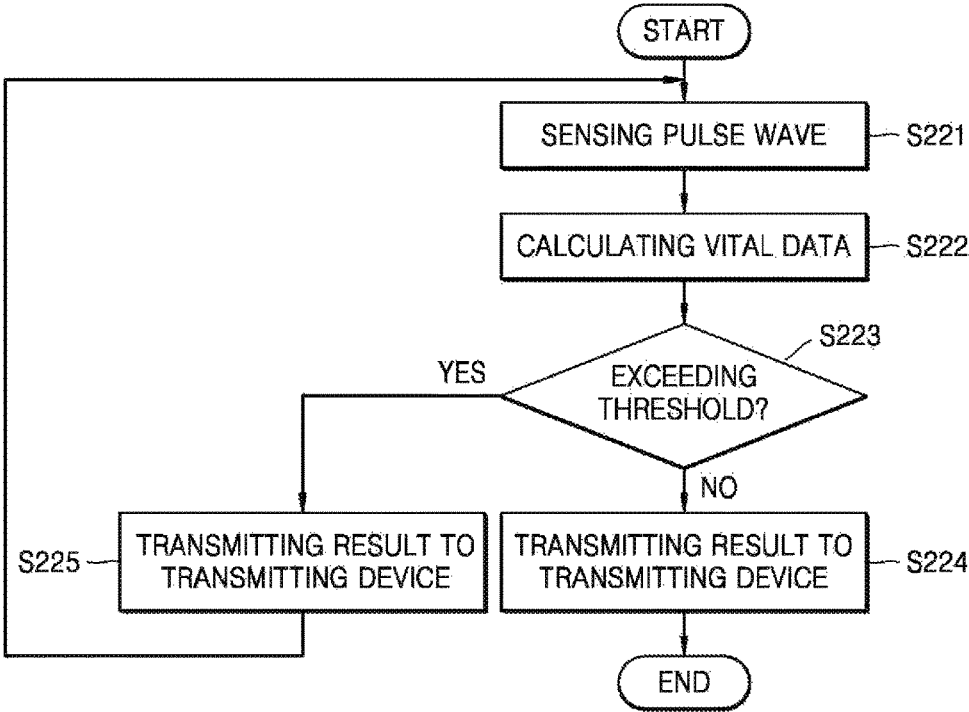 START
SENSING PULSE WAVE
S221
CALCULATING VITAL DATA
S222
S223
EXCEEDING
THRESHOLD?
YES
NO
S225
TRANSMITTING RESULT TO
TRANSMITTING DEVICE
TRANSMITTING RESULT TO
TRANSMITTING DEVICE
S224
END